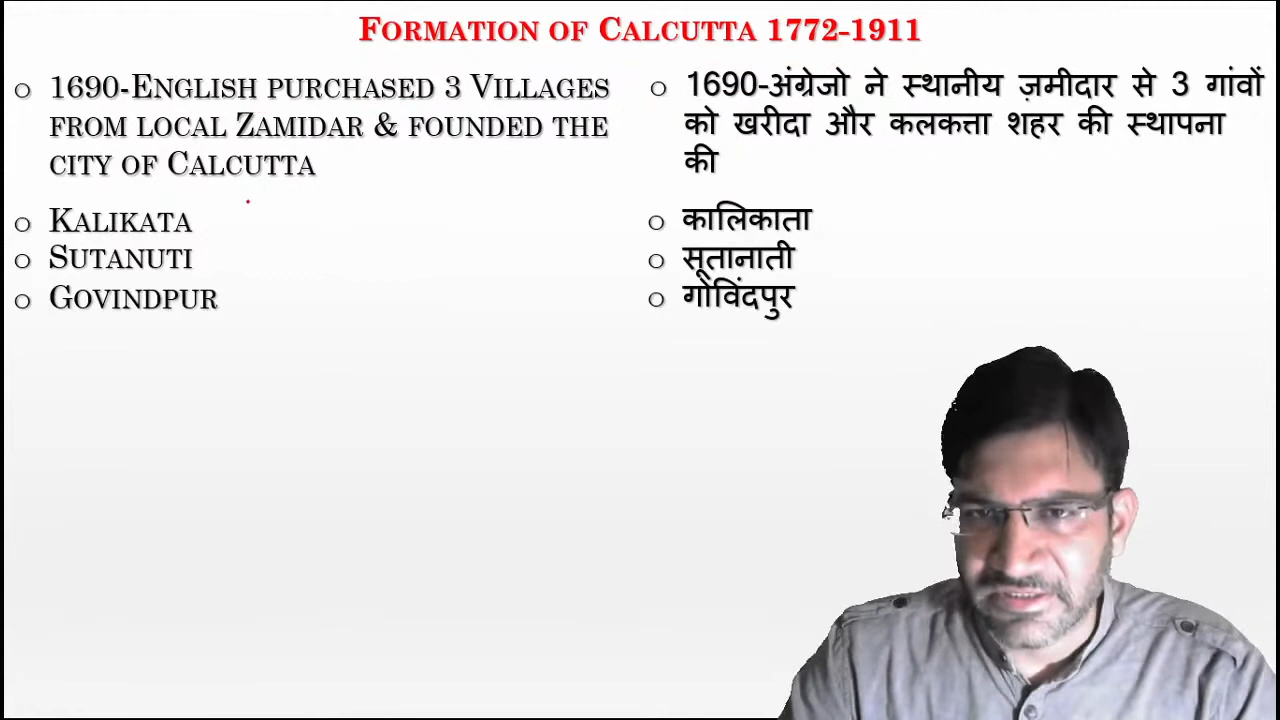 Formation of Calcutta 1772-1911
1690-English purchased 3 Villages
from local Zamidar & founded the
city of Calcutta
Kalikata
Sutanuti
Govindpur
1690-अंग्रेजो ने स्थानीय ज़मीदार से 3 गांवों
को खरीदा और कलकत्ता शहर की स्थापना
की
कालिकाता
सूतानाती
गोविंदपुर